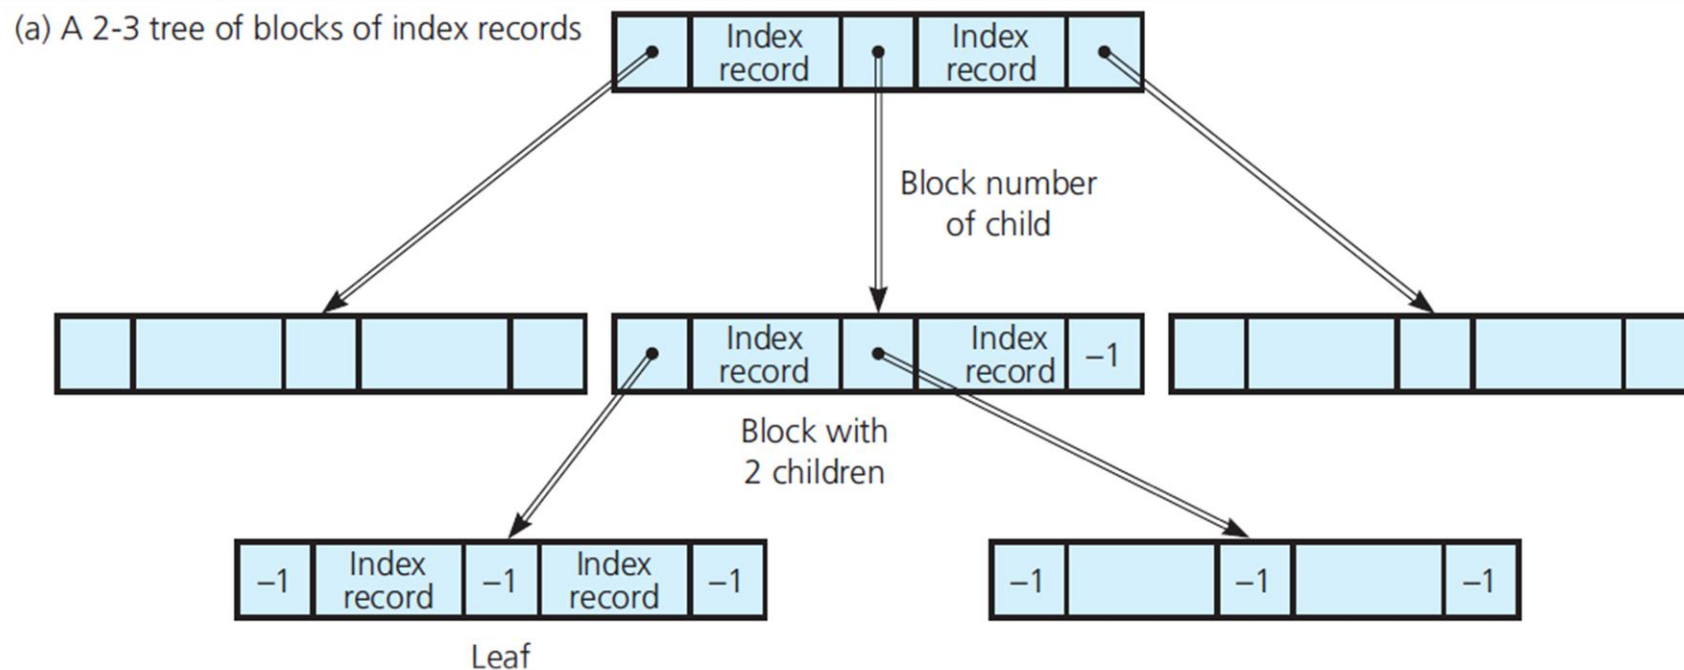 (a) A 2-3 tree of blocks of index records
Index
record
Index
record
Block number
of child
Index
record
Index
record
–1
Block with
2 children
–1
Index
record
–1
Index
record
–1
–1
–1
–1
Leaf